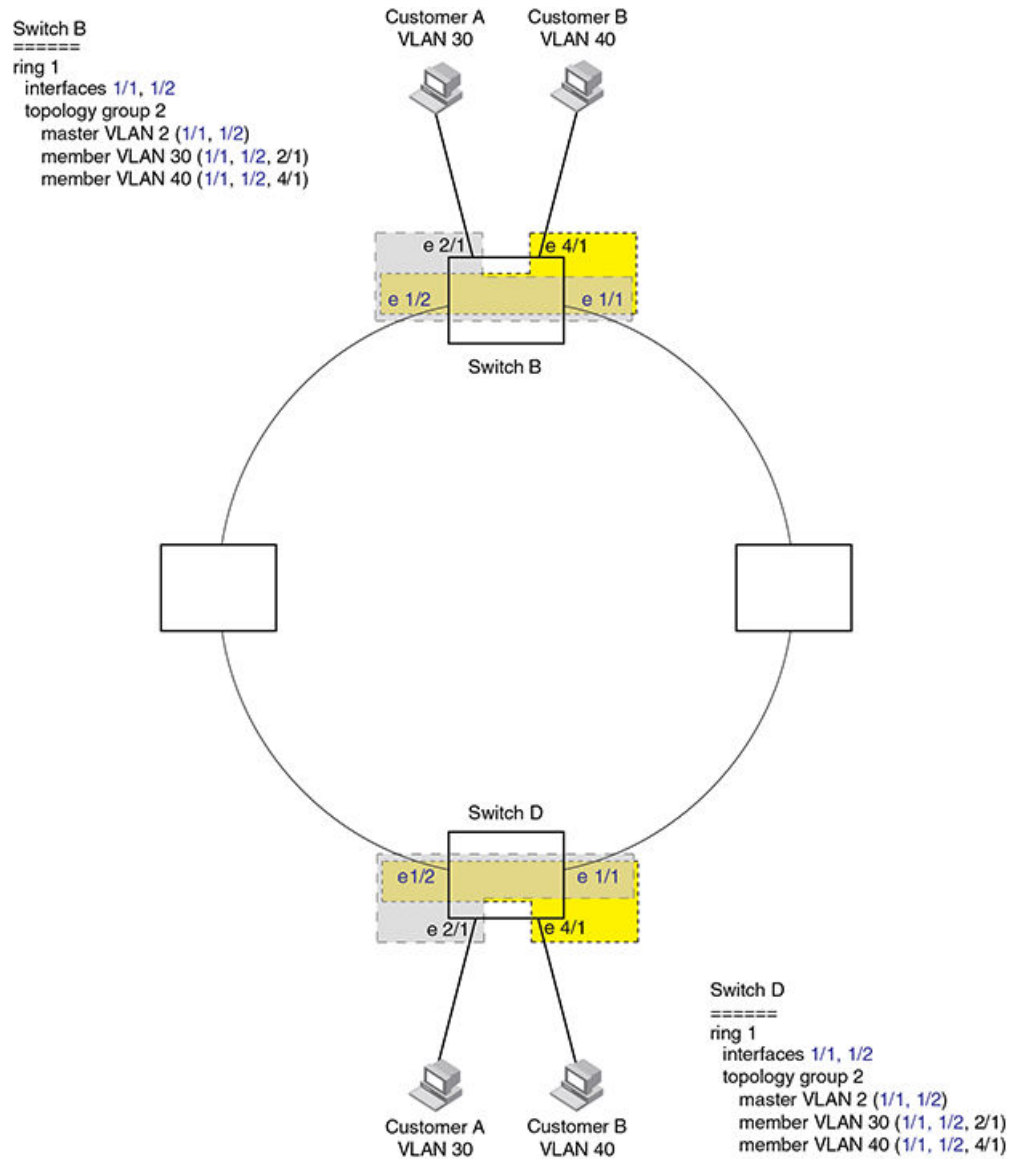 Switch B
======
ring 1
interfaces 1/1, 1/2
topology group 2
master VLAN 2 (1/1, 1/2)
member VLAN 30 (1/1, 1/2, 2/1)
member VLAN 40 (1/1, 1/2, 4/1)
Customer A
VLAN 30
Customer B
VLAN 40
e 2/1
e 4/1
e 1/2
e 1/1
Switch B
Switch D
e1/2
e 1/1
e 2/1
e 4/1
Customer A
VLAN 30
Customer B
VLAN 40
Switch D
======
ring 1
interfaces 1/1, 1/2
topology group 2
master VLAN 2 (1/1, 1/2)
member VLAN 30 (1/1, 1/2, 2/1)
member VLAN 40 (1/1, 1/2, 4/1)